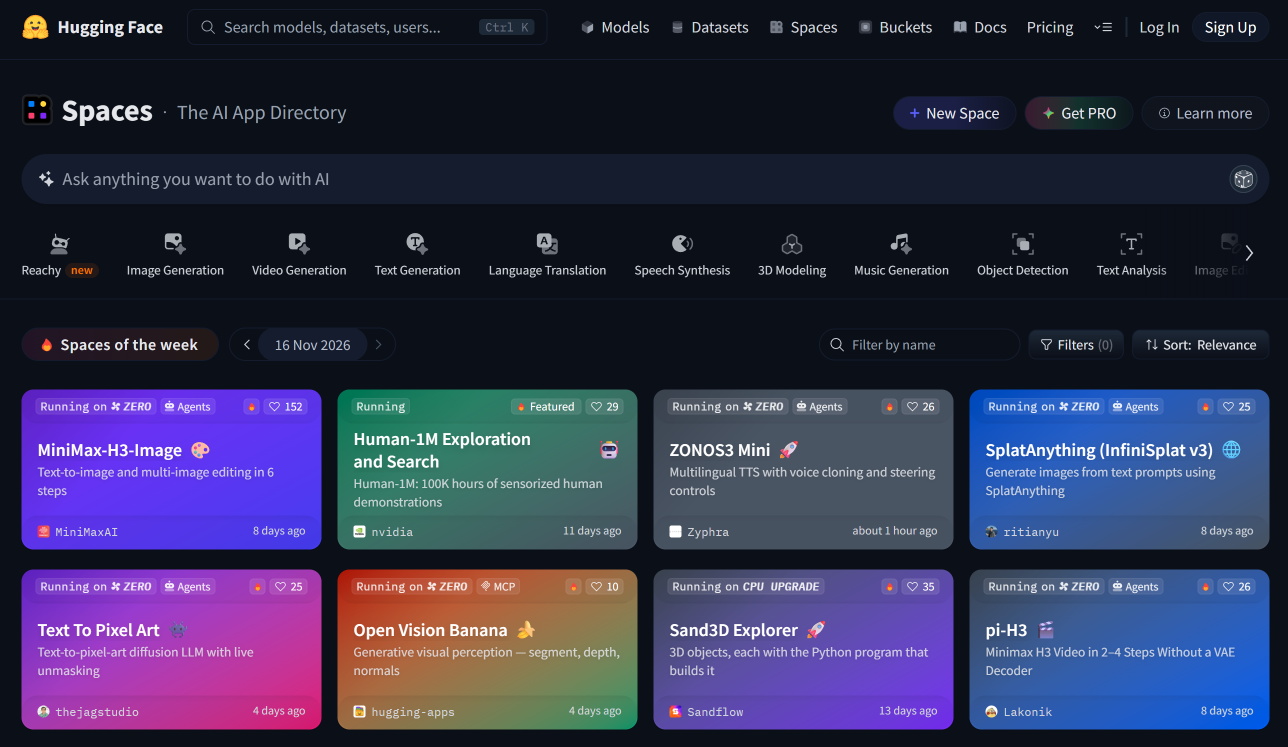 Hugging Face
Search models, datasets, users...
Ctrl K
Models
Datasets
Spaces
Buckets
Docs
Pricing
Log In
Sign Up
Spaces · The AI App Directory
+ New Space
Get PRO
Learn more
Ask anything you want to do with AI
Reachy new
Image Generation
Video Generation
Text Generation
Language Translation
Speech Synthesis
3D Modeling
Music Generation
Object Detection
Text Analysis
Image Ed
Spaces of the week
16 Nov 2026
Filter by name
Filters (0)
Sort: Relevance
Running on ZERO
Agents
152
MiniMax-H3-Image
Text-to-image and multi-image editing in 6
steps
MiniMaxAI
8 days ago
Running
Featured
29
Human-1M Exploration
and Search
Human-1M: 100K hours of sensorized human
demonstrations
nvidia
11 days ago
Running on ZERO
Agents
26
ZONOS3 Mini
Multilingual TTS with voice cloning and steering
controls
Zyphra
about 1 hour ago
Running on ZERO
Agents
25
SplatAnything (InfiniSplat v3)
Generate images from text prompts using
SplatAnything
ritianyu
8 days ago
Running on ZERO
Agents
25
Text To Pixel Art
Text-to-pixel-art diffusion LLM with live
unmasking
thejagstudio
4 days ago
Running on ZERO
MCP
10
Open Vision Banana
Generative visual perception — segment, depth,
normals
hugging-apps
4 days ago
Running on CPU UPGRADE
35
Sand3D Explorer
3D objects, each with the Python program that
builds it
Sandflow
13 days ago
Running on ZERO
Agents
26
pi-H3
Minimax H3 Video in 2–4 Steps Without a VAE
Decoder
Lakonik
8 days ago